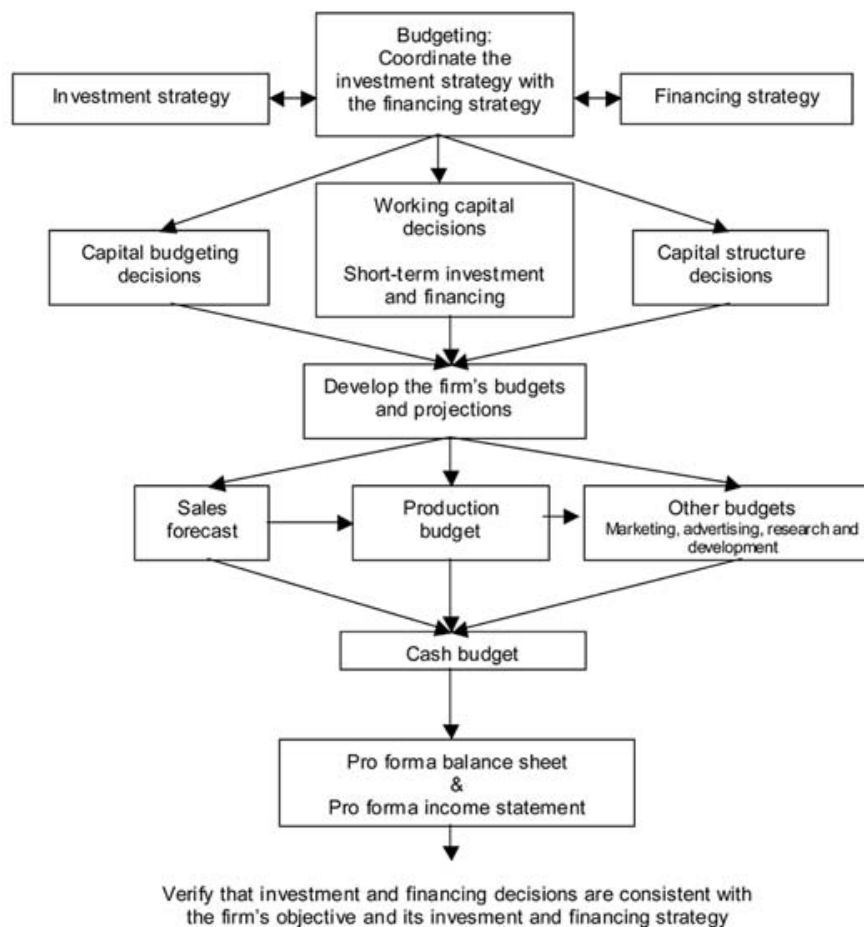 Budgeting:
Coordinate the
investment strategy with
the financing strategy
Investment strategy
Financing strategy
Capital budgeting
decisions
Working capital
decisions
Short-term investment
and financing
Capital structure
decisions
Develop the firm's budgets
and projections
Sales
forecast
Production
budget
Other budgets
Marketing, advertising, research and
development
Cash budget
Pro forma balance sheet
&
Pro forma income statement
Verify that investment and financing decisions are consistent with
the firm's objective and its invesment and financing strategy